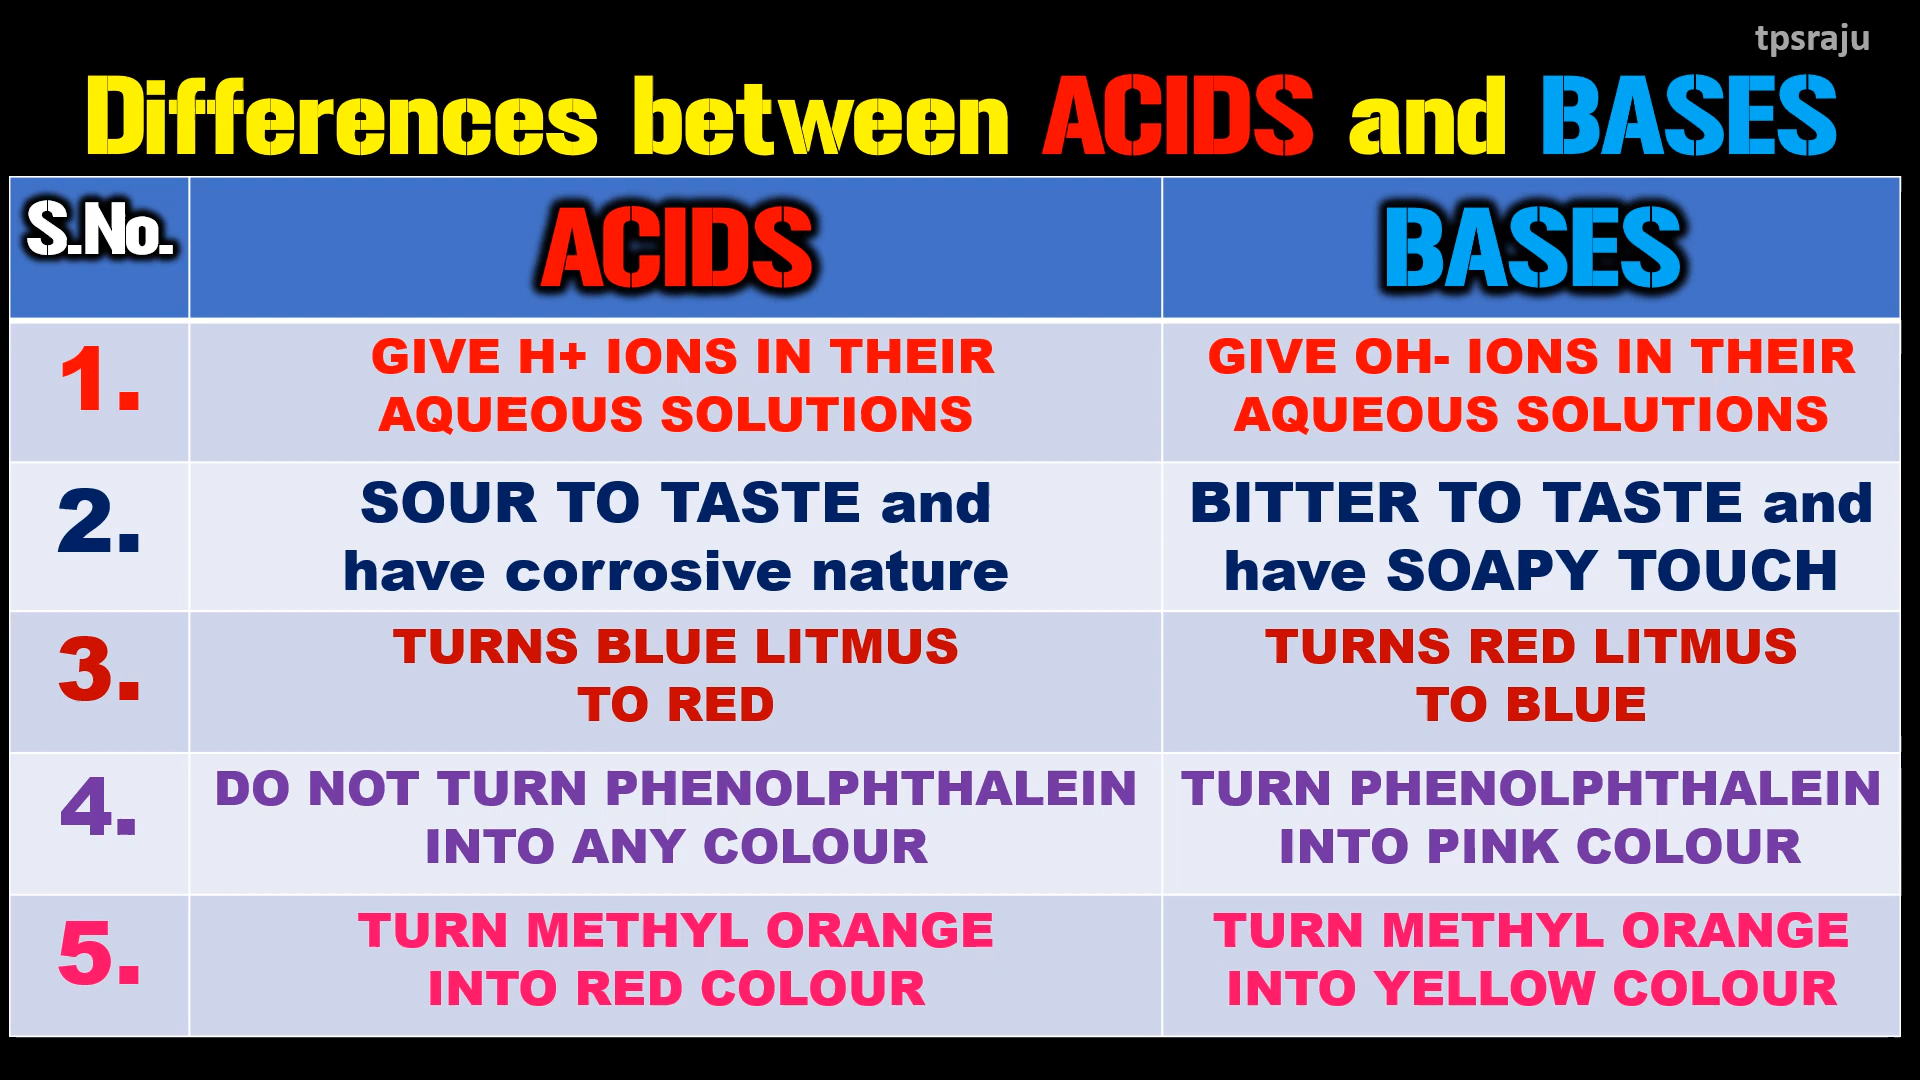 tpsraju
Differences between ACIDS and BASES
S.No.
ACIDS
BASES
1.
GIVE H+ IONS IN THEIR
AQUEOUS SOLUTIONS
GIVE OH- IONS IN THEIR
AQUEOUS SOLUTIONS
2.
SOUR TO TASTE and
have corrosive nature
BITTER TO TASTE and
have SOAPY TOUCH
3.
TURNS BLUE LITMUS
TO RED
TURNS RED LITMUS
TO BLUE
4.
DO NOT TURN PHENOLPHTHALEIN
INTO ANY COLOUR
TURN PHENOLPHTHALEIN
INTO PINK COLOUR
5.
TURN METHYL ORANGE
INTO RED COLOUR
TURN METHYL ORANGE
INTO YELLOW COLOUR